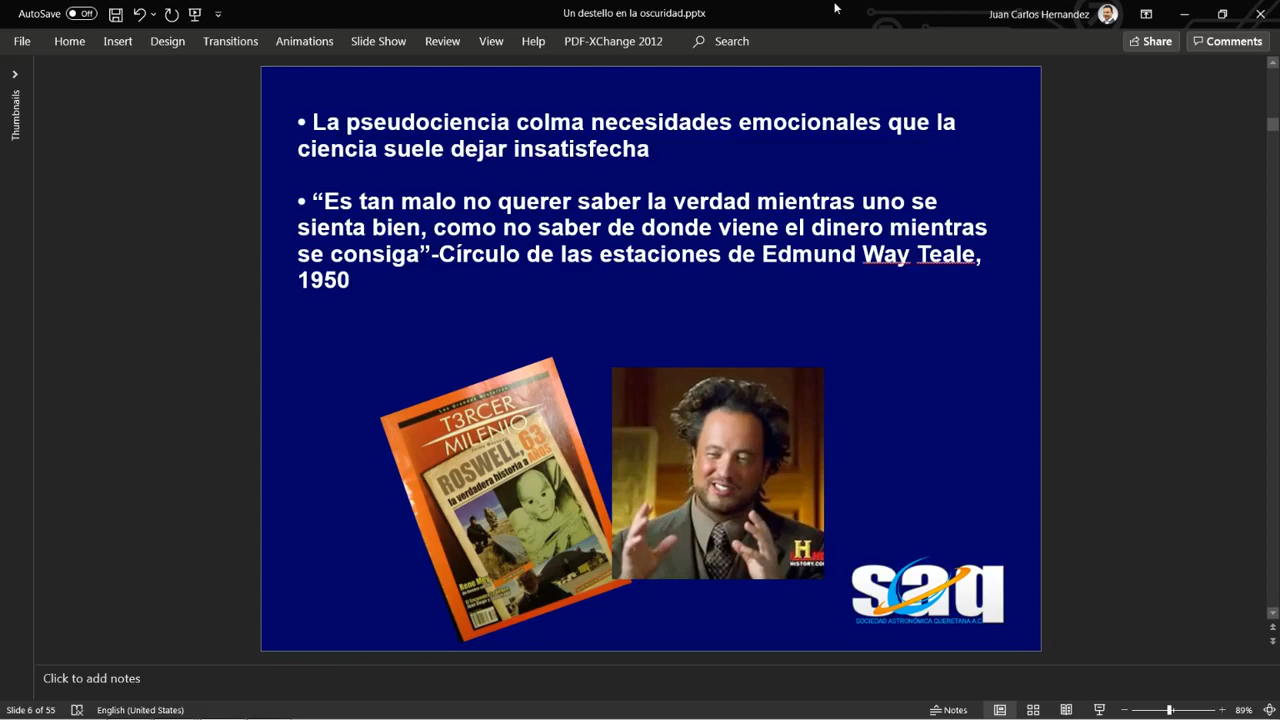 AutoSave Off
Un destello en la oscuridad.pptx
Juan Carlos Hernandez
File Home Insert Design Transitions Animations Slide Show Review View Help PDF-XChange 2012 Search Share Comments
Thumbnails
• La pseudociencia colma necesidades emocionales que la
ciencia suele dejar insatisfecha
• “Es tan malo no querer saber la verdad mientras uno se
sienta bien, como no saber de donde viene el dinero mientras
se consiga”-Círculo de las estaciones de Edmund Way Teale,
1950
T3RCER
MILENIO
ROSWELL, 63
AÑOS
la verdadera historia a
H
HISTORY.CO
saq
SOCIEDAD ASTRONÓMICA QUERETANA A.C.
Click to add notes
Slide 6 of 55 English (United States) Notes 89%